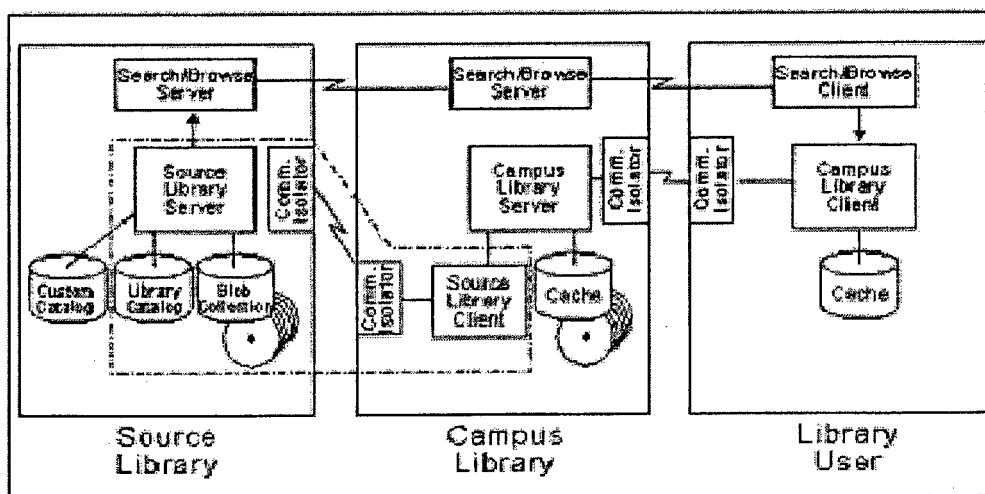 Search/Browse
Server
Search/Browse
Server
Search/Browse
Client
Source
Library
Server
Comm.
Isolator
Campus
Library
Server
Comm.
Isolator
Comm.
Isolator
Campus
Library
Client
Custom
Catalog
Library
Catalog
Blob
Collection
Comm.
Isolator
Source
Library
Client
Cache
Cache
Source
Library
Campus
Library
Library
User